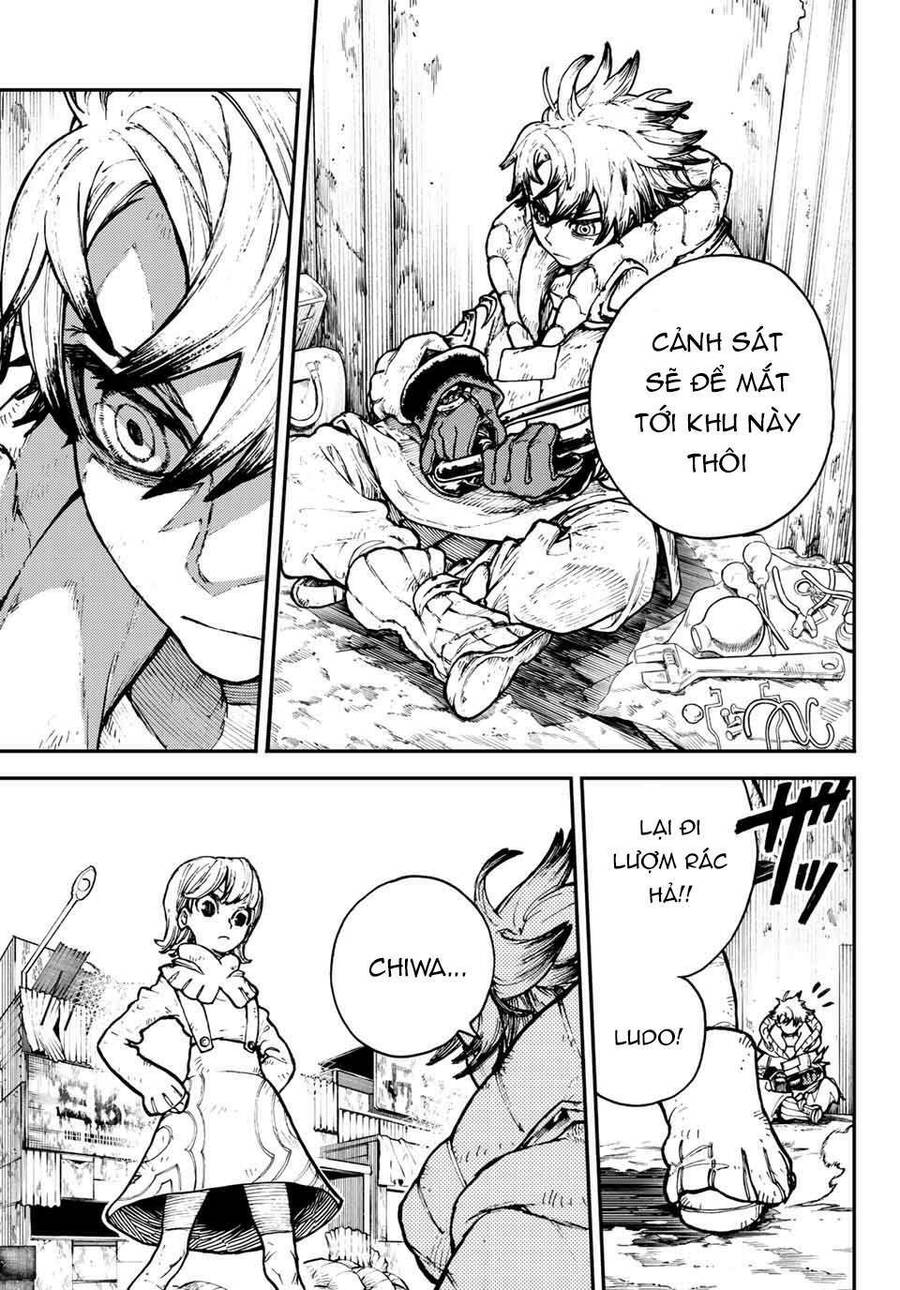 CẢNH SÁT
SẼ ĐỂ MẮT
TỚI KHU NÀY
THÔI
LẠI ĐI
LƯỢM RÁC
HẢ!!
LUDO!
CHIWA...